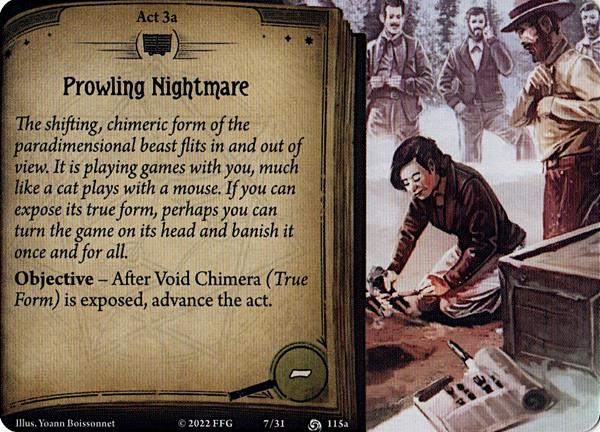 Act 3a
Prowling Nightmare
The shifting, chimeric form of the
paradimensional beast flits in and out of
view. It is playing games with you, much
like a cat plays with a mouse. If you can
expose its true form, perhaps you can
turn the game on its head and banish it
once and for all.
Objective – After Void Chimera (True
Form) is exposed, advance the act.
–
Illus. Yoann Boissonnet © 2022 FFG 7/31 115a